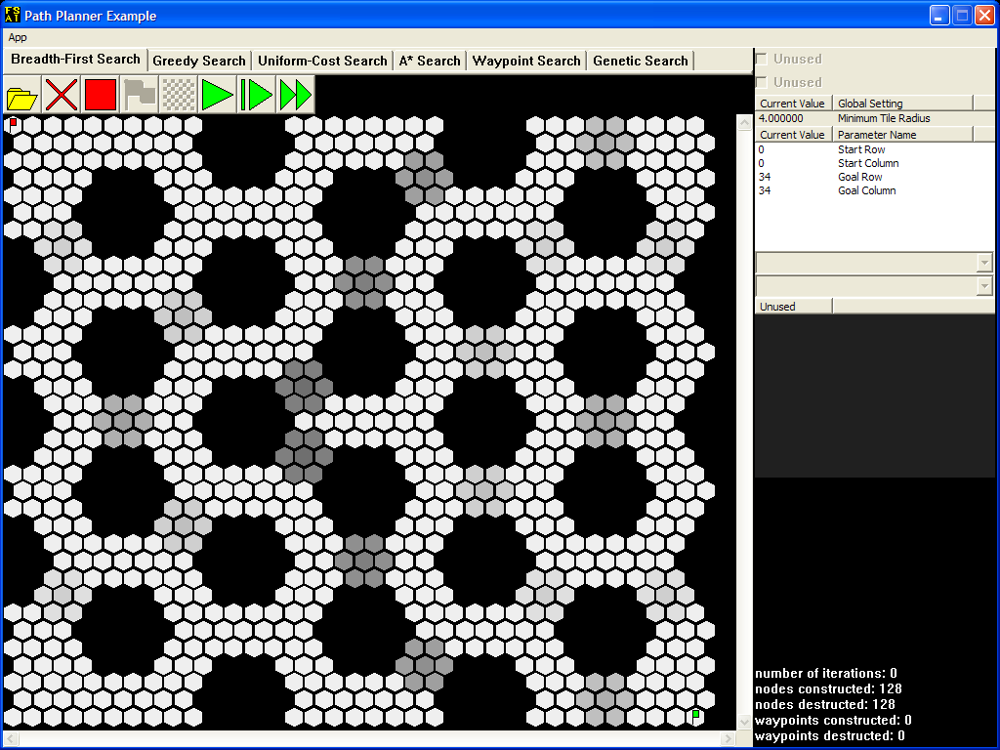 FS AI Path Planner Example
App
Breadth-First Search Greedy Search Uniform-Cost Search A* Search Waypoint Search Genetic Search
Unused
Unused
Current Value Global Setting
4.000000 Minimum Tile Radius
Current Value Parameter Name
0 Start Row
0 Start Column
34 Goal Row
34 Goal Column
Unused
number of iterations: 0
nodes constructed: 128
nodes destructed: 128
waypoints constructed: 0
waypoints destructed: 0